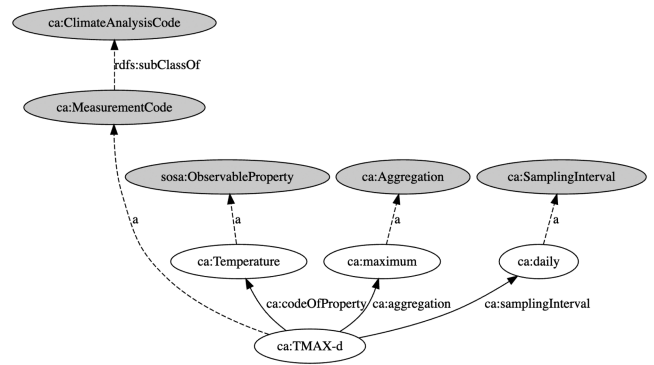 ca:ClimateAnalysisCode
rdfs:subClassOf
ca:MeasurementCode
sosa:ObservableProperty
ca:Aggregation
ca:SamplingInterval
a
a
a
a
ca:Temperature
ca:maximum
ca:daily
ca:codeOfProperty
ca:aggregation
ca:samplingInterval
ca:TMAX-d